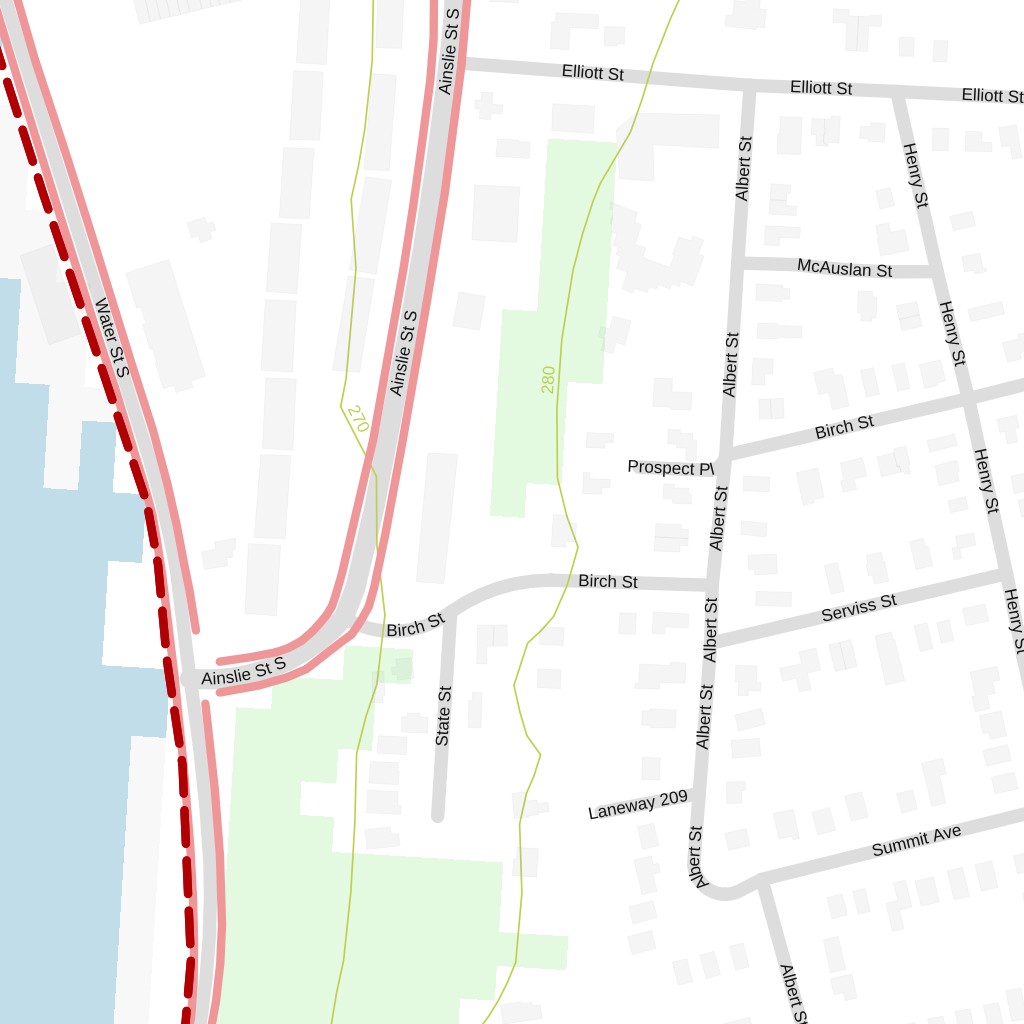 Ainslie St S
Elliott St
Elliott St
Elliott St
Albert St
Henry St
McAuslan St
Water St S
Ainslie St S
Albert St
Henry St
280
270
Birch St
Prospect Pl
Henry St
Albert St
Birch St
Serviss St
Henry St
Birch St
Albert St
Ainslie St S
State St
Albert St
Laneway 209
Summit Ave
Albert St
Albert St